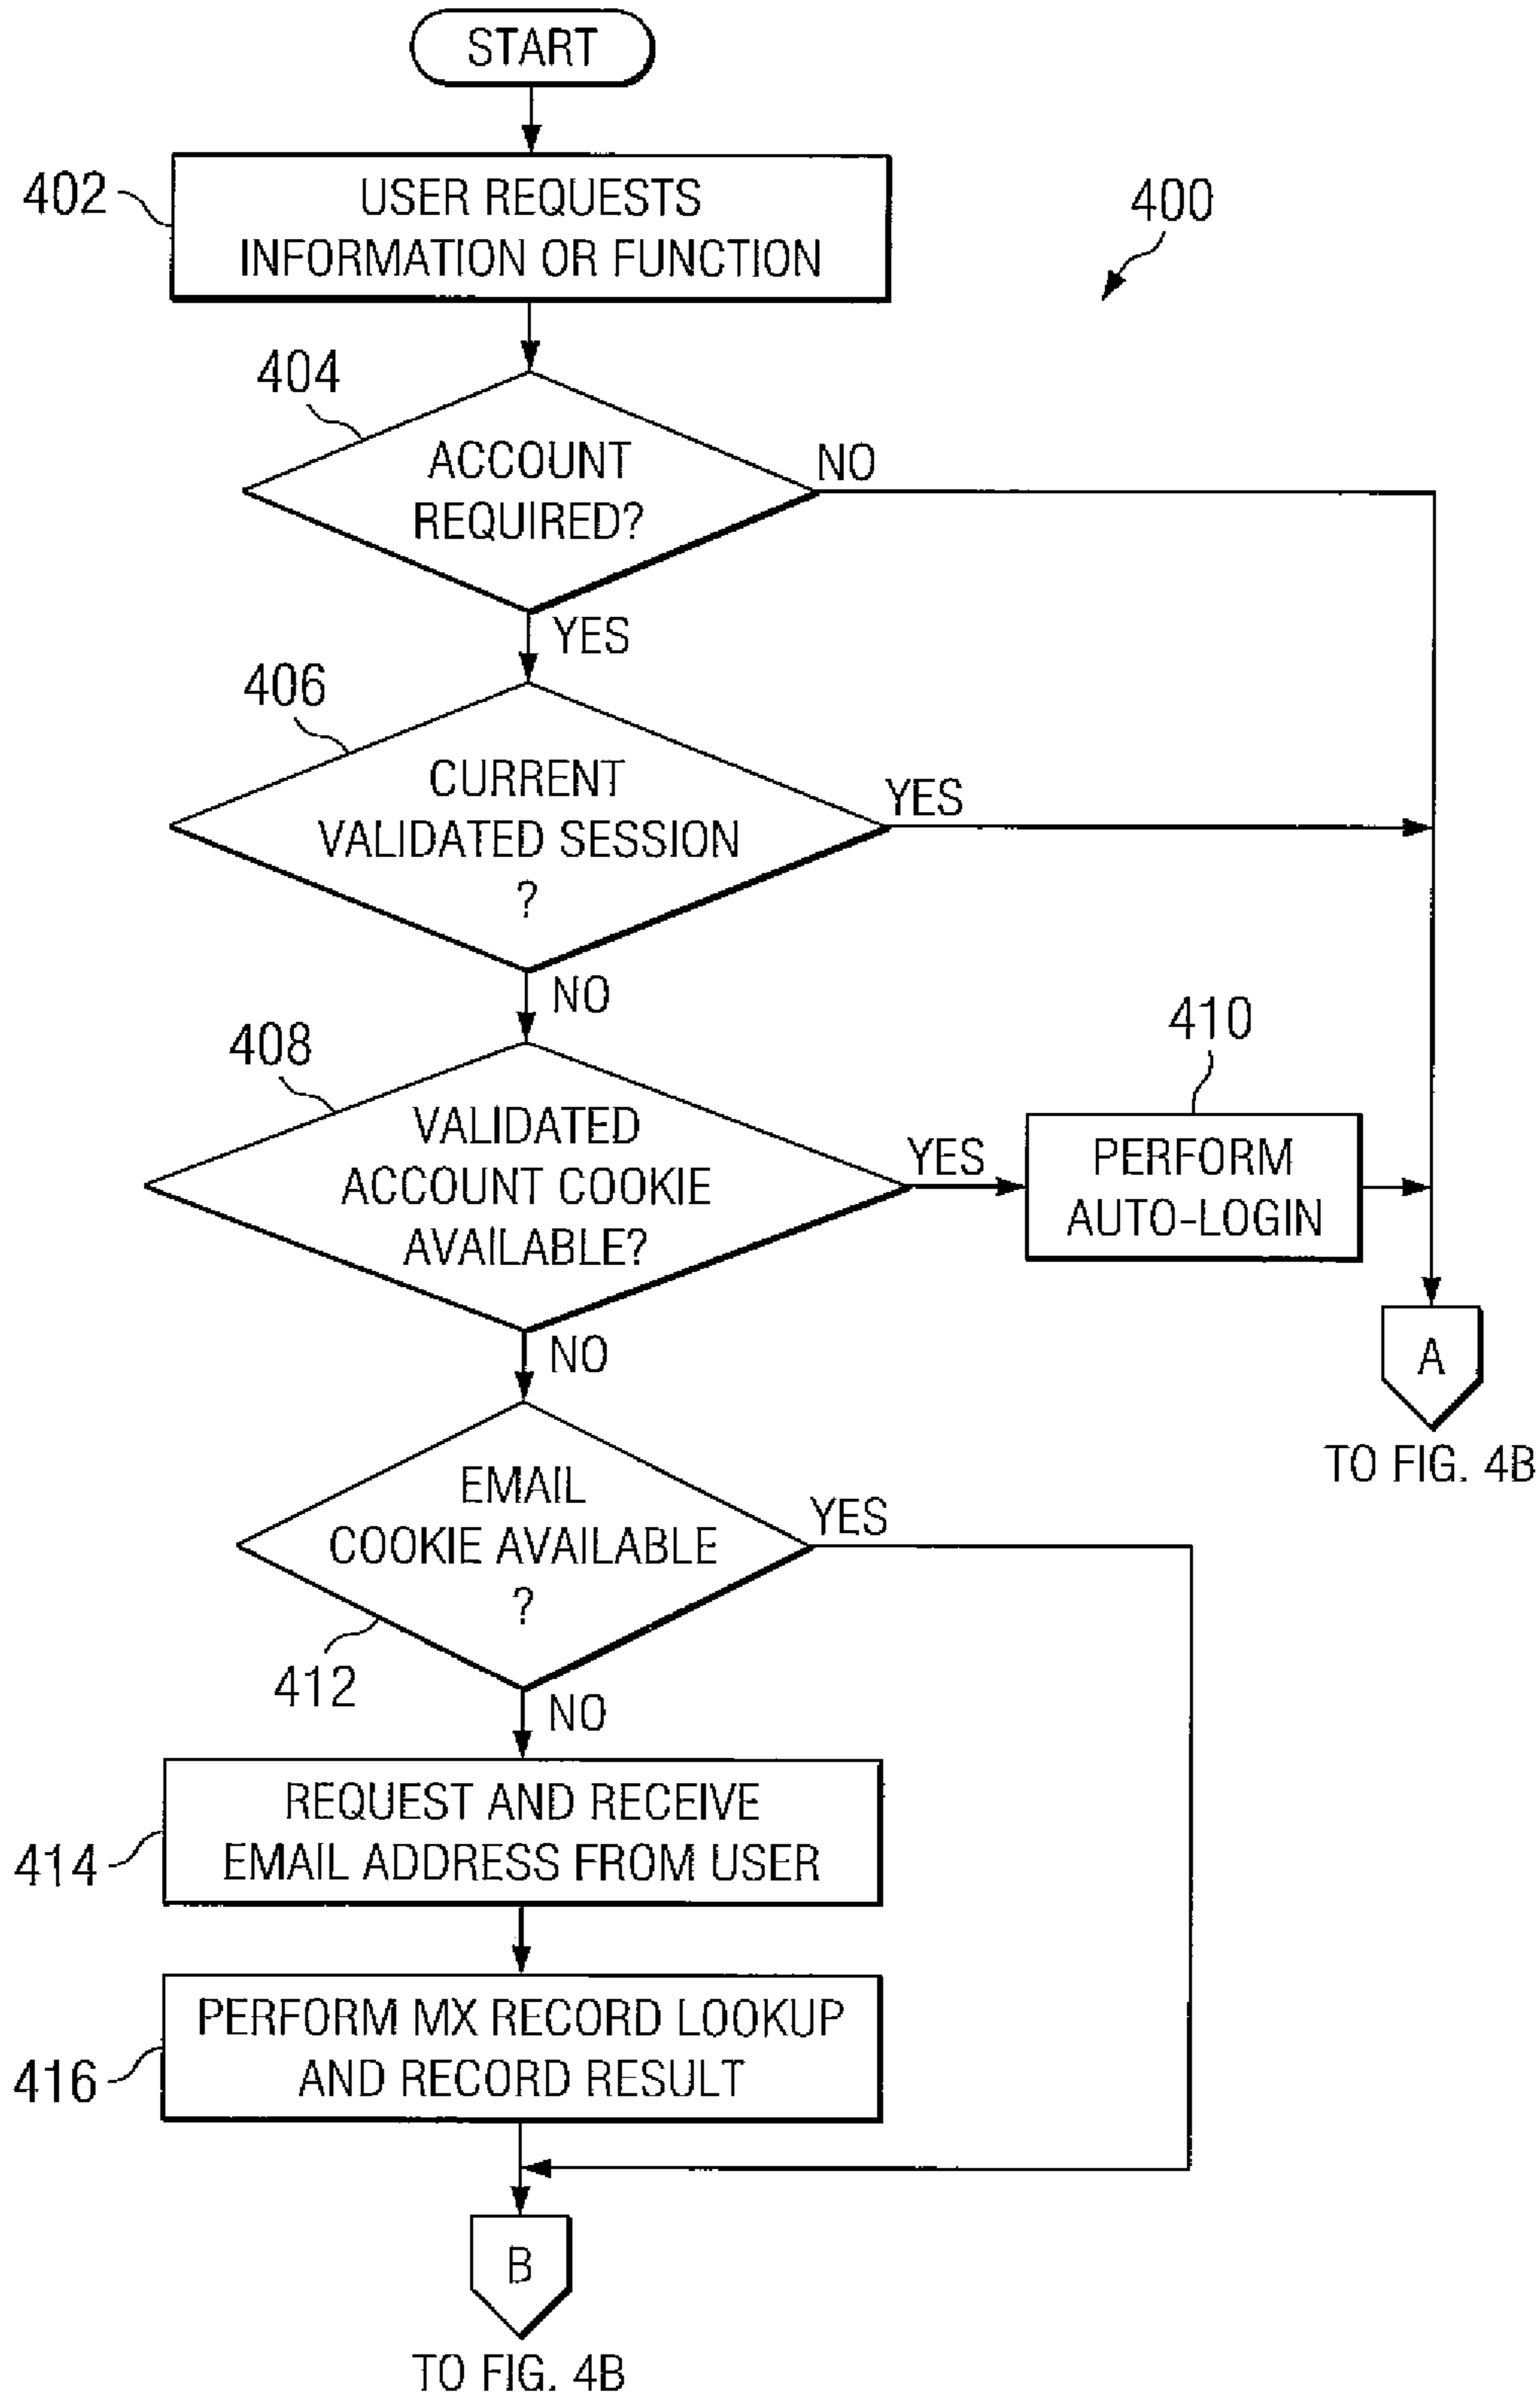 START
402
USER REQUESTS
INFORMATION OR FUNCTION
400
404
ACCOUNT
REQUIRED?
NO
YES
406
CURRENT
VALIDATED SESSION
?
YES
NO
408
VALIDATED
ACCOUNT COOKIE
AVAILABLE?
YES
410
PERFORM
AUTO-LOGIN
NO
A
TO FIG. 4B
EMAIL
COOKIE AVAILABLE
?
YES
412
NO
414
REQUEST AND RECEIVE
EMAIL ADDRESS FROM USER
416
PERFORM MX RECORD LOOKUP
AND RECORD RESULT
B
TO FIG. 4B